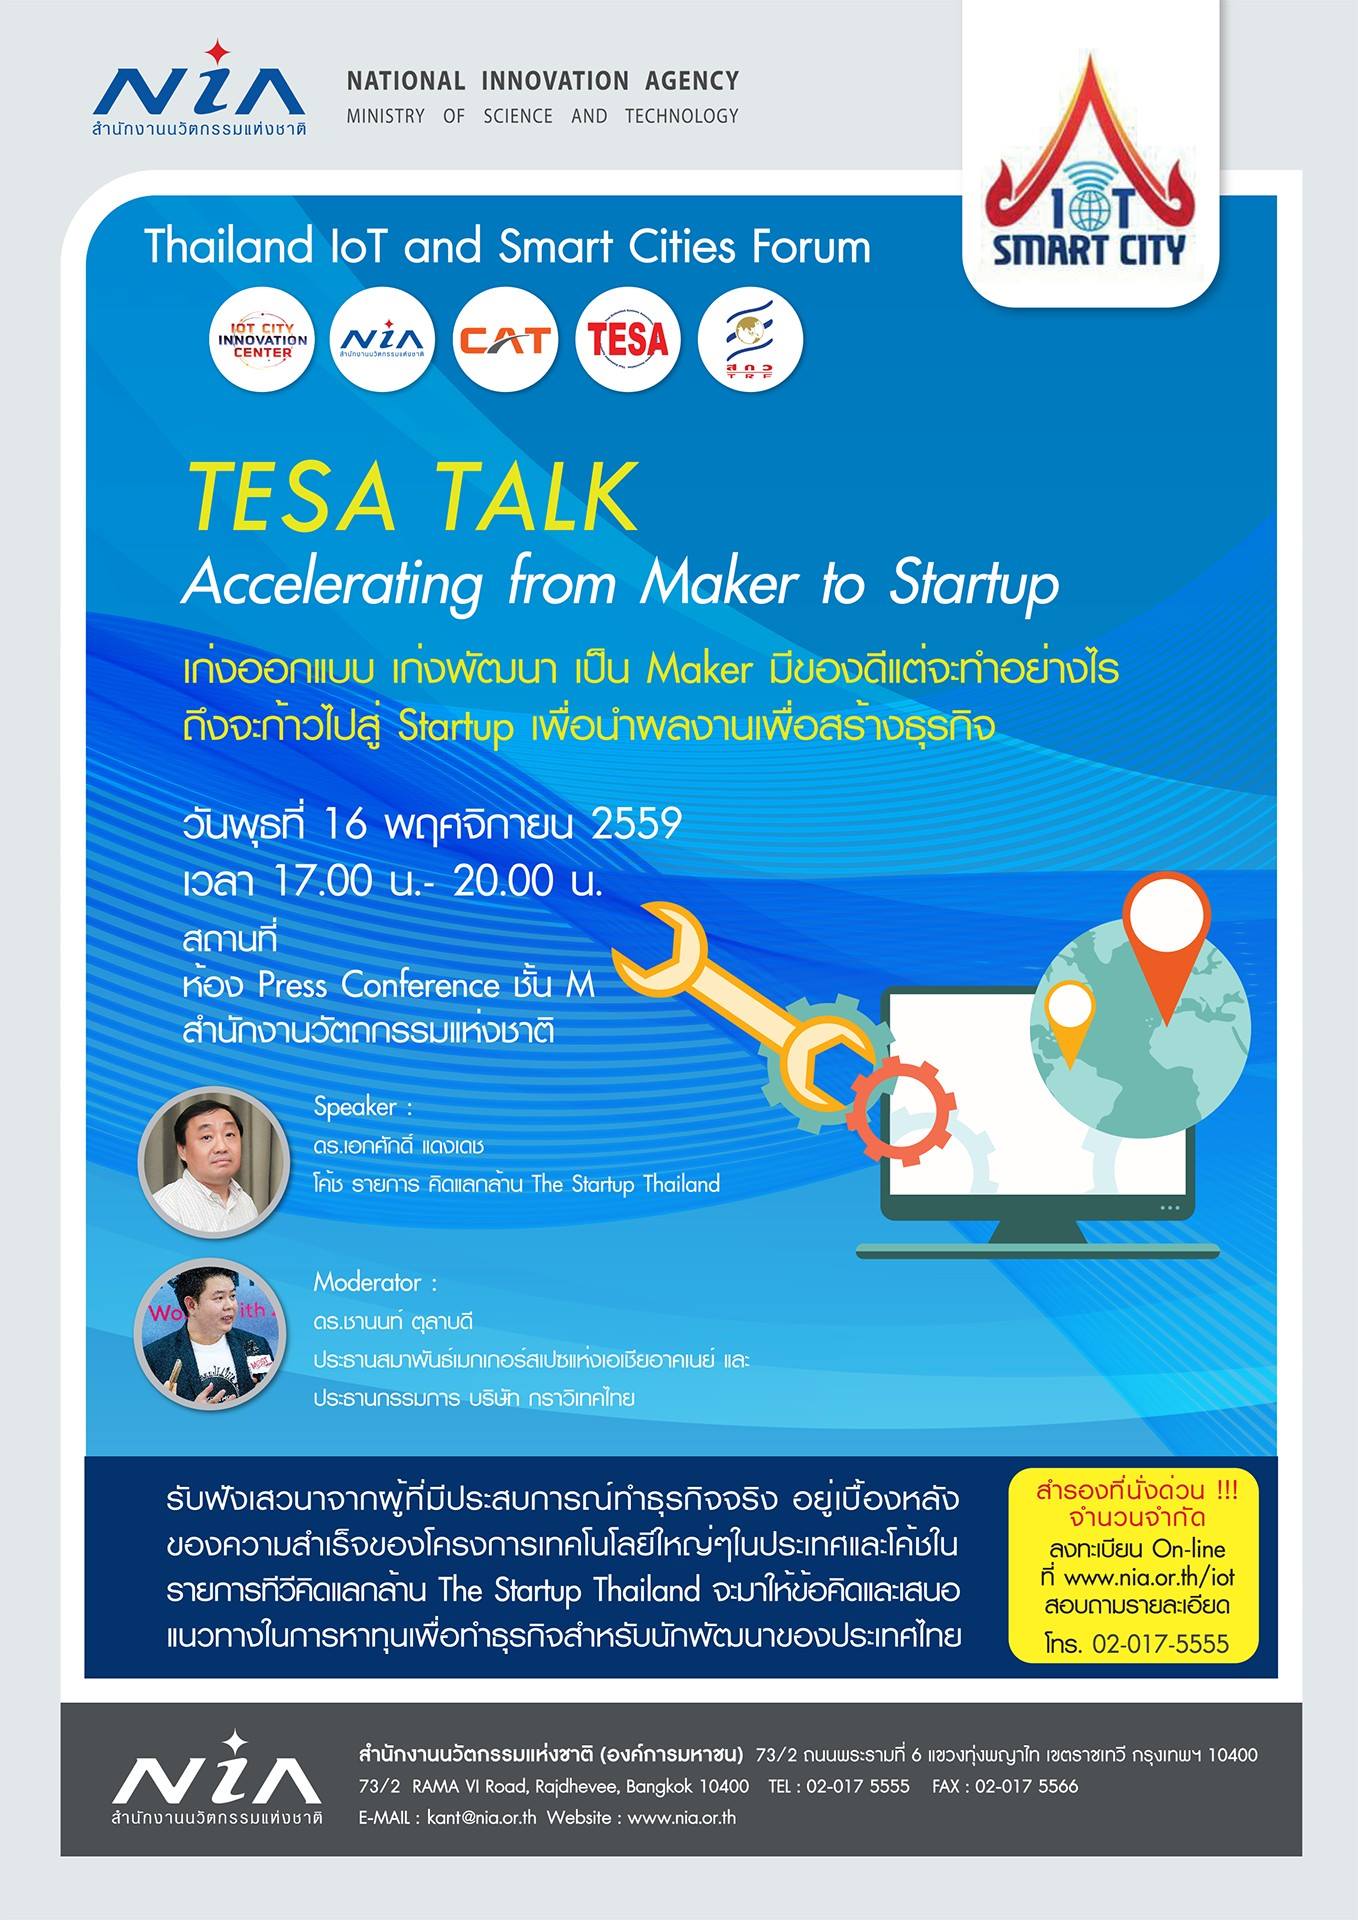 NiA
สำนักงานนวัตกรรมแห่งชาติ
NATIONAL INNOVATION AGENCY
MINISTRY OF SCIENCE AND TECHNOLOGY
IOT
SMART CITY
Thailand IoT and Smart Cities Forum
IOT CITY
INNOVATION
CENTER
NiA
สำนักงานนวัตกรรมแห่งชาติ
CAT
TESA
สกว
TRF
TESA TALK
Accelerating from Maker to Startup
เก่งออกแบบ เก่งพัฒนา เป็น Maker มีของดีแต่จะทำอย่างไร
ถึงจะก้าวไปสู่ Startup เพื่อนำผลงานเพื่อสร้างธุรกิจ
วันพุธที่ 16 พฤศจิกายน 2559
เวลา 17.00 น.- 20.00 น.
สถานที่
ห้อง Press Conference ชั้น M
สำนักงานวัตถกรรมแห่งชาติ
Speaker :
ดร.เอกศักดิ์ แดงเดช
โค้ช รายการ คิดแลกล้าน The Startup Thailand
Moderator :
ดร.ชานนท์ ตุลาบดี
ประธานสมาพันธ์เมกเกอร์สเปซแห่งเอเชียอาคเนย์ และ
ประธานกรรมการ บริษัท กราวิเทคไทย
รับฟังเสวนาจากผู้ที่มีประสบการณ์ทำธุรกิจจริง อยู่เบื้องหลัง
ของความสำเร็จของโครงการเทคโนโลยีใหญ่ๆในประเทศและโค้ชใน
รายการทีวีคิดแลกล้าน The Startup Thailand จะมาให้ข้อคิดและเสนอ
แนวทางในการหาทุนเพื่อทำธุรกิจสำหรับนักพัฒนาของประเทศไทย
สำรองที่นั่งด่วน !!!
จำนวนจำกัด
ลงทะเบียน On-line
ที่ www.nia.or.th/iot
สอบถามรายละเอียด
โทร. 02-017-5555
NiA
สำนักงานนวัตกรรมแห่งชาติ
สำนักงานนวัตกรรมแห่งชาติ (องค์การมหาชน) 73/2 ถนนพระรามที่ 6 แขวงทุ่งพญาไท เขตราชเทวี กรุงเทพฯ 10400
73/2 RAMA VI Road, Rajdhevee, Bangkok 10400 TEL : 02-017 5555 FAX : 02-017 5566
E-MAIL : kant@nia.or.th Website : www.nia.or.th